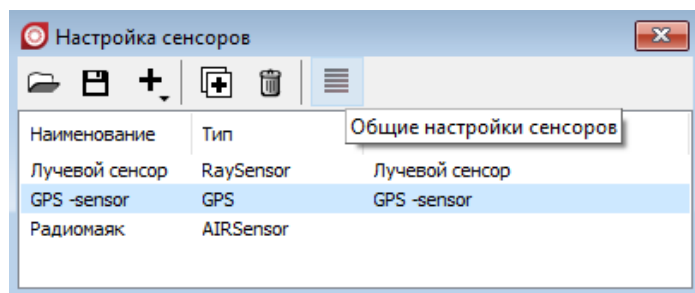 Настройка сенсоров
Общие настройки сенсоров
Наименование Тип
Лучевой сенсор RaySensor Лучевой сенсор
GPS -sensor GPS GPS -sensor
Радиомаяк AIRSensor